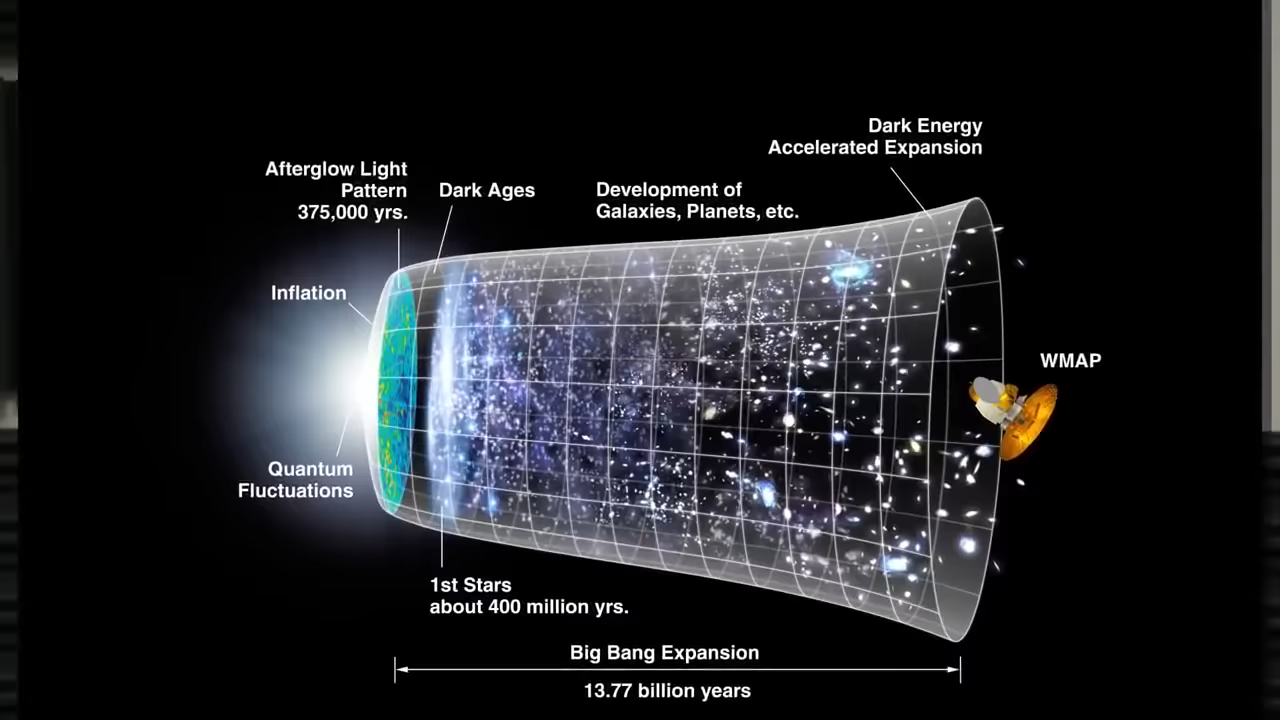 Dark Energy
Accelerated Expansion
Afterglow Light
Pattern
375,000 yrs.
Dark Ages
Development of
Galaxies, Planets, etc.
Inflation
WMAP
Quantum
Fluctuations
1st Stars
about 400 million yrs.
Big Bang Expansion
13.77 billion years